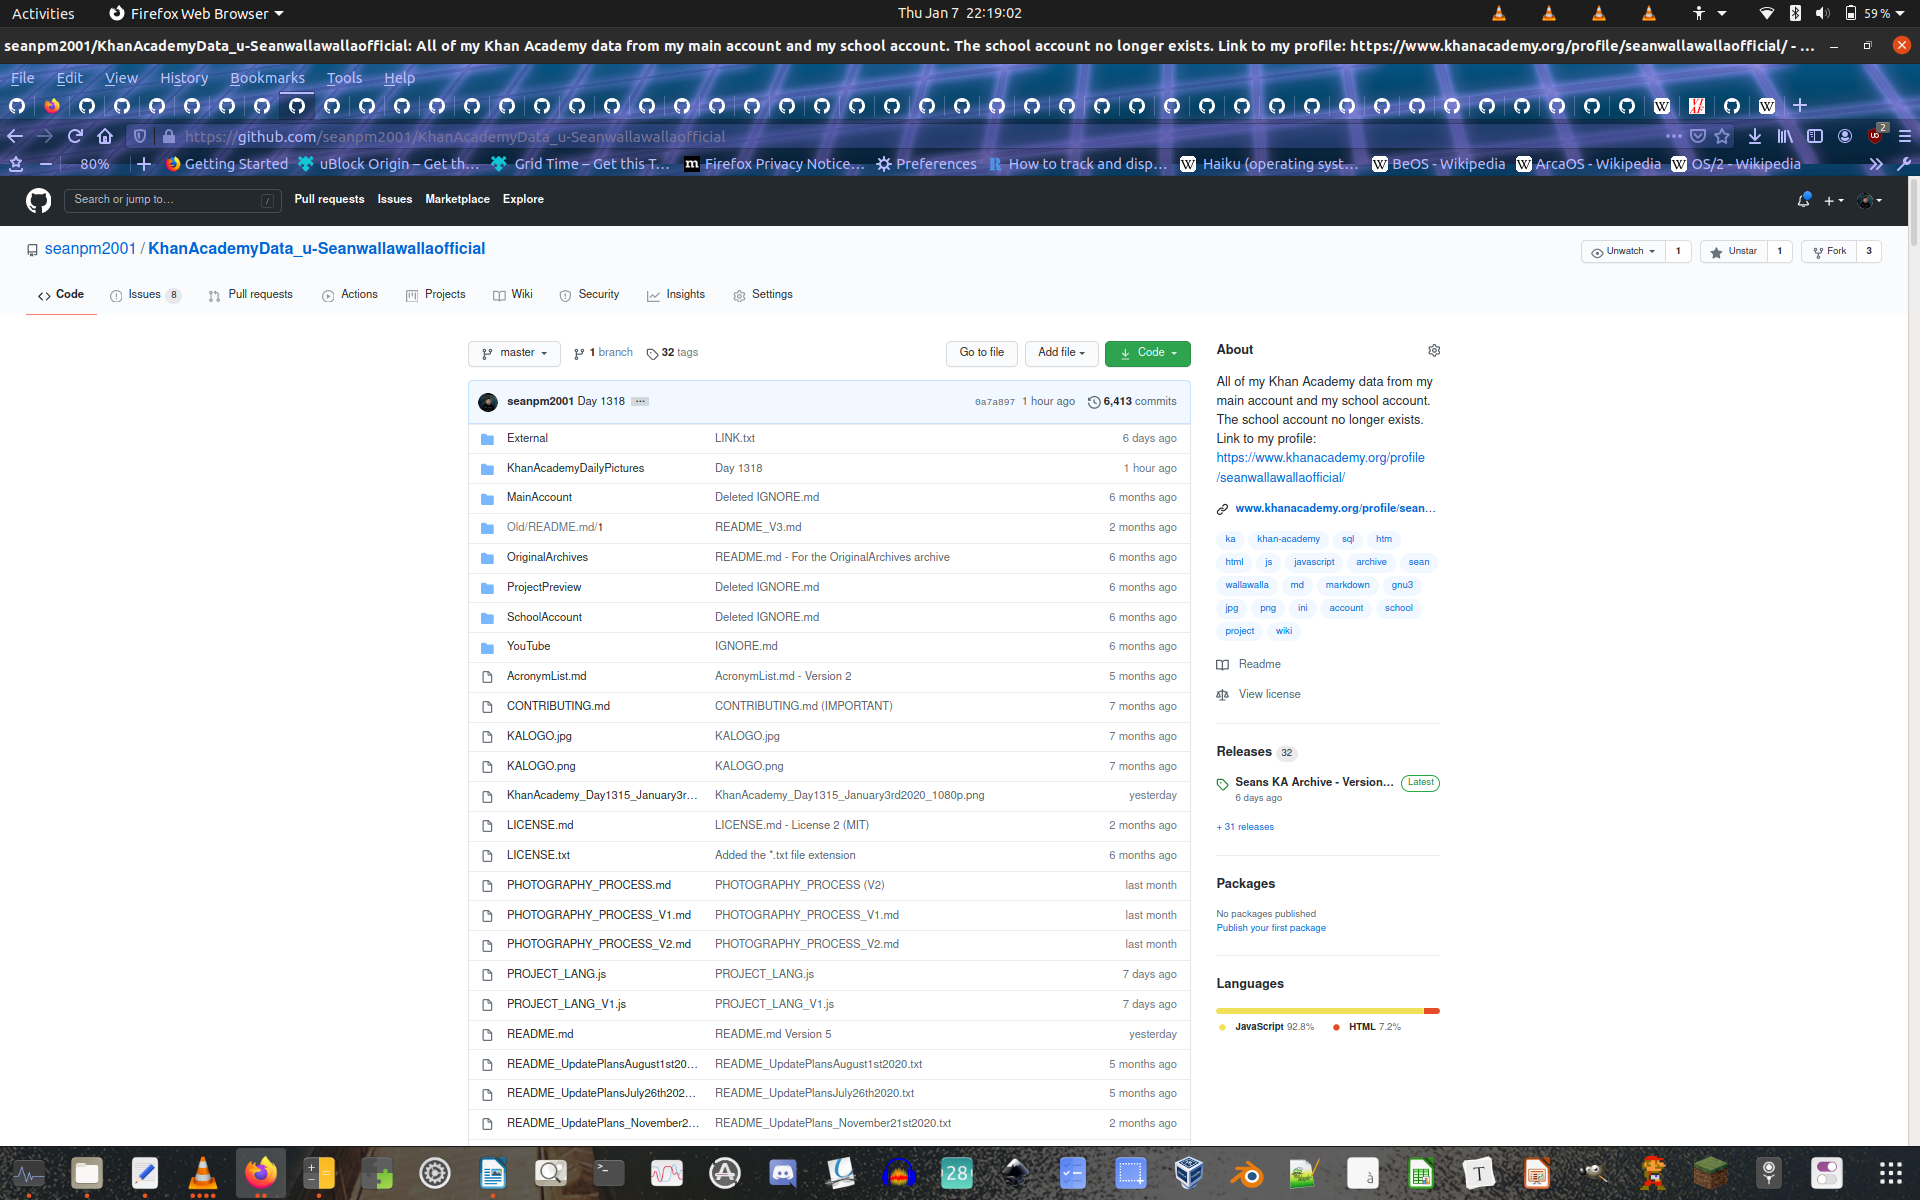 Activities
Firefox Web Browser
Thu Jan 7 22:19:02
59 %
seanpm2001/KhanAcademyData_u-Seanwallawallaofficial: All of my Khan Academy data from my main account and my school account. The school account no longer exists. Link to my profile: https://www.khanacademy.org/profile/seanwallawallaofficial/ - ...
File Edit View History Bookmarks Tools Help
https://github.com/seanpm2001/KhanAcademyData_u-Seanwallawallaofficial
2
80%
Getting Started
uBlock Origin – Get th...
Grid Time – Get this T...
Firefox Privacy Notice...
Preferences
How to track and disp...
Haiku (operating syst...
BeOS - Wikipedia
ArcaOS - Wikipedia
OS/2 - Wikipedia
Search or jump to...
/
Pull requests Issues Marketplace Explore
seanpm2001 / KhanAcademyData_u-Seanwallawallaofficial
Unwatch 1
Unstar 1
Fork 3
Code
Issues 8
Pull requests
Actions
Projects
Wiki
Security
Insights
Settings
master
1 branch
32 tags
Go to file
Add file
Code
seanpm2001 Day 1318 ...
0a7a897 1 hour ago
6,413 commits
External LINK.txt 6 days ago
KhanAcademyDailyPictures Day 1318 1 hour ago
MainAccount Deleted IGNORE.md 6 months ago
Old/README.md/1 README_V3.md 2 months ago
OriginalArchives README.md - For the OriginalArchives archive 6 months ago
ProjectPreview Deleted IGNORE.md 6 months ago
SchoolAccount Deleted IGNORE.md 6 months ago
YouTube IGNORE.md 6 months ago
AcronymList.md AcronymList.md - Version 2 5 months ago
CONTRIBUTING.md CONTRIBUTING.md (IMPORTANT) 7 months ago
KALOGO.jpg KALOGO.jpg 7 months ago
KALOGO.png KALOGO.png 7 months ago
KhanAcademy_Day1315_January3r... KhanAcademy_Day1315_January3rd2020_1080p.png yesterday
LICENSE.md LICENSE.md - License 2 (MIT) 2 months ago
LICENSE.txt Added the *.txt file extension 6 months ago
PHOTOGRAPHY_PROCESS.md PHOTOGRAPHY_PROCESS (V2) last month
PHOTOGRAPHY_PROCESS_V1.md PHOTOGRAPHY_PROCESS_V1.md last month
PHOTOGRAPHY_PROCESS_V2.md PHOTOGRAPHY_PROCESS_V2.md last month
PROJECT_LANG.js PROJECT_LANG.js 7 days ago
PROJECT_LANG_V1.js PROJECT_LANG_V1.js 7 days ago
README.md README.md Version 5 yesterday
README_UpdatePlansAugust1st20... README_UpdatePlansAugust1st2020.txt 5 months ago
README_UpdatePlansJuly26th202... README_UpdatePlansJuly26th2020.txt 5 months ago
README_UpdatePlans_November2... README_UpdatePlans_November21st2020.txt 2 months ago
About
All of my Khan Academy data from my
main account and my school account.
The school account no longer exists.
Link to my profile:
https://www.khanacademy.org/profile
/seanwallawallaofficial/
www.khanacademy.org/profile/sean...
ka khan-academy sql htm
html js javascript archive sean
wallawalla md markdown gnu3
jpg png ini account school
project wiki
Readme
View license
Releases 32
Seans KA Archive - Version... Latest
6 days ago
+ 31 releases
Packages
No packages published
Publish your first package
Languages
JavaScript 92.8% HTML 7.2%
28